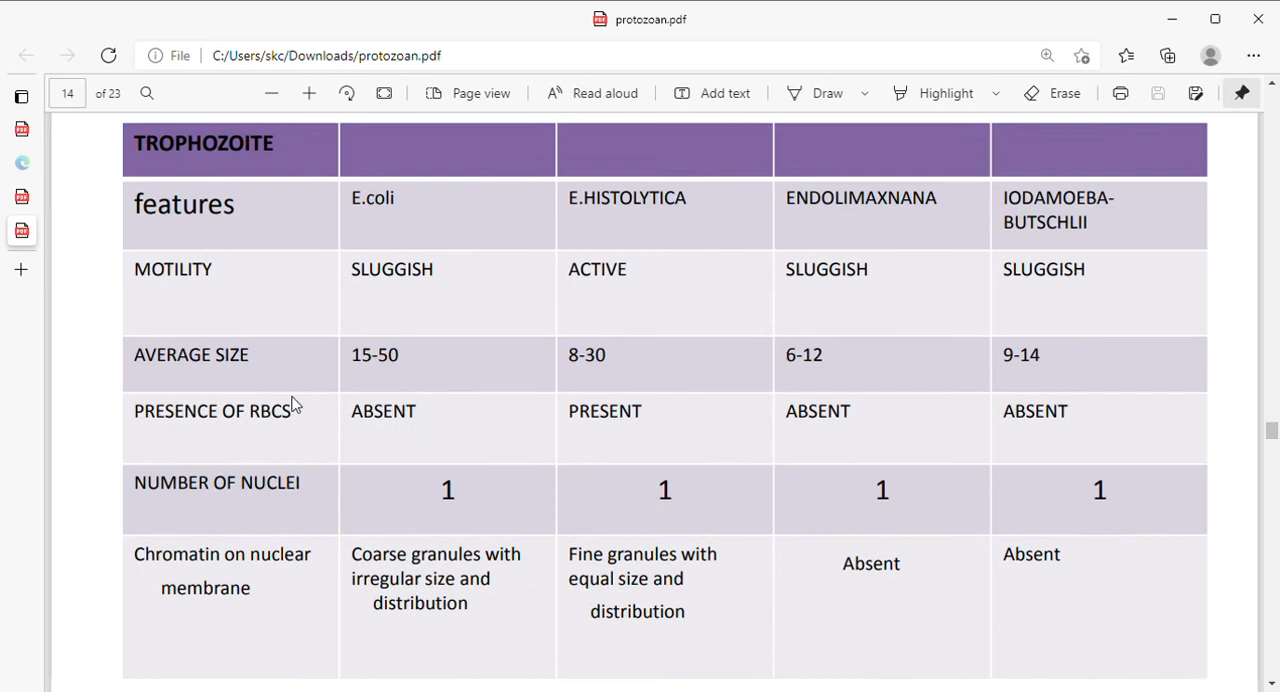 protozoan.pdf
File C:/Users/skc/Downloads/protozoan.pdf
14 of 23 Page view Read aloud Add text Draw Highlight Erase
TROPHOZOITE
features E.coli E.HISTOLYTICA ENDOLIMAXNANA IODAMOEBA-
BUTSCHLII
MOTILITY SLUGGISH ACTIVE SLUGGISH SLUGGISH
AVERAGE SIZE 15-50 8-30 6-12 9-14
PRESENCE OF RBCS ABSENT PRESENT ABSENT ABSENT
NUMBER OF NUCLEI 1 1 1 1
Chromatin on nuclear Coarse granules with Fine granules with Absent Absent
membrane irregular size and equal size and
distribution distribution